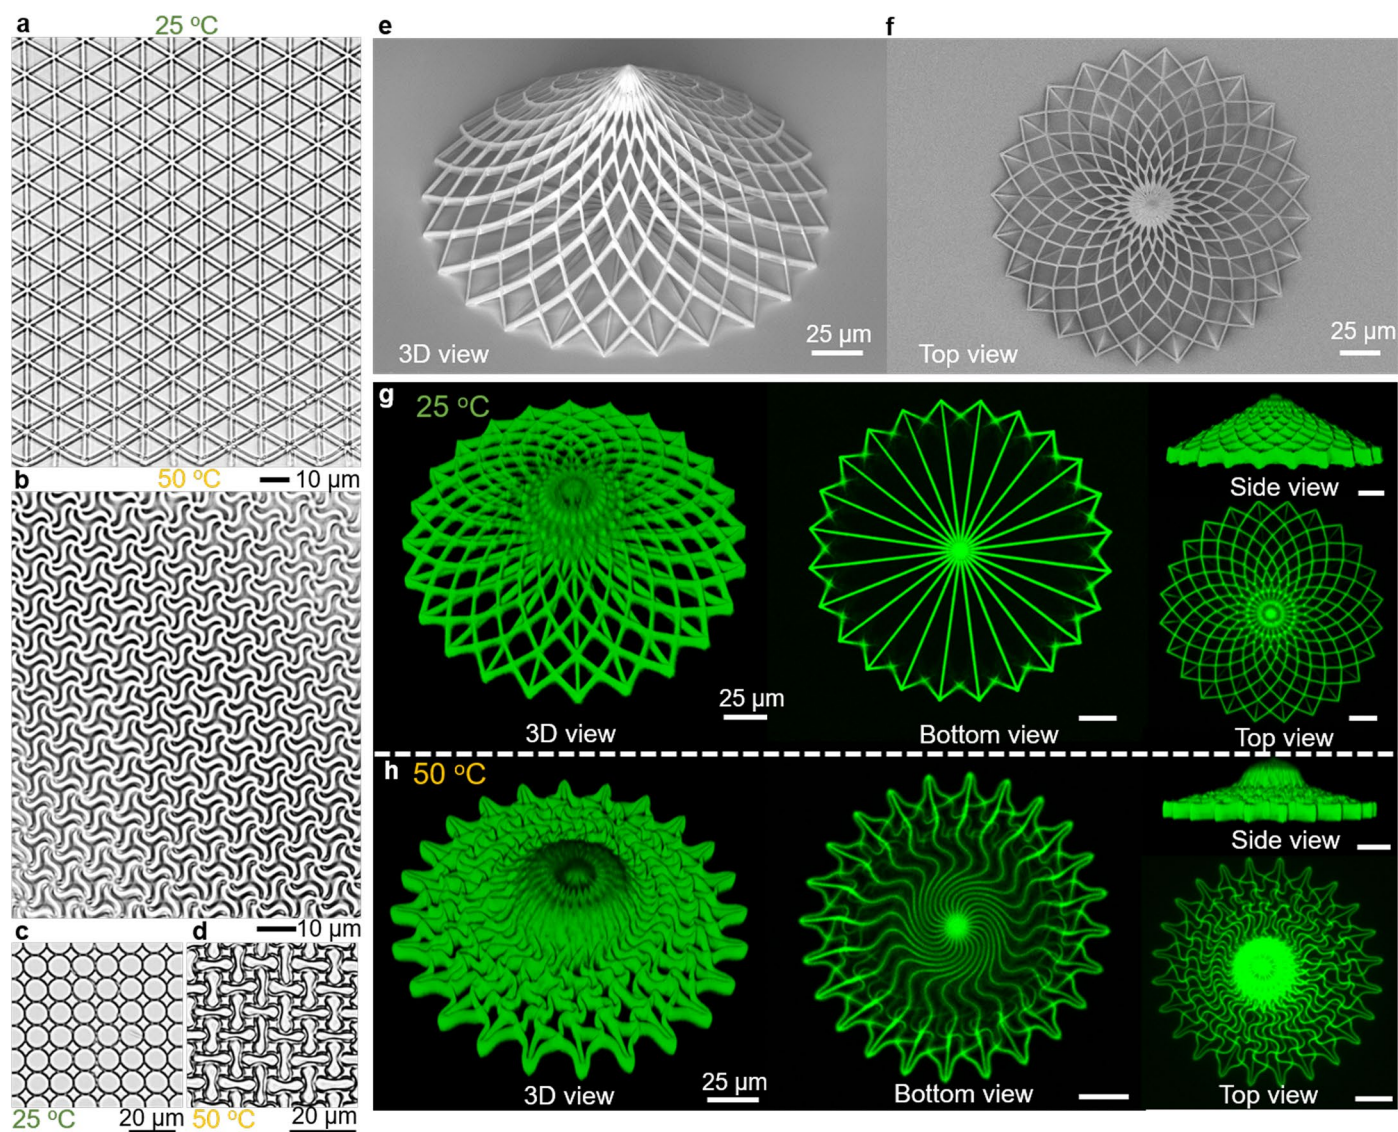 a
25 °C
10 µm
b
50 °C
10 µm
c
25 °C
20 µm
d
50 °C
20 µm
e
3D view
25 µm
f
Top view
25 µm
g
25 °C
3D view
25 µm
Bottom view
Side view
Top view
h
50 °C
3D view
25 µm
Bottom view
Side view
Top view